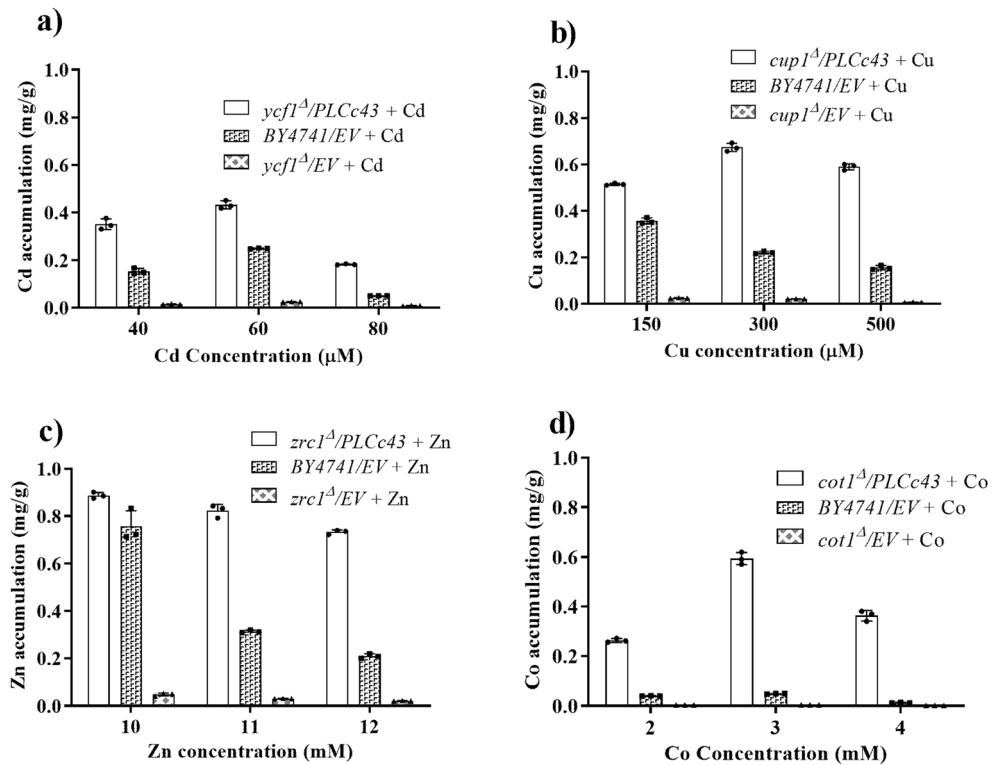 a)
Cd accumulation (mg/g)
1.0
0.8
0.6
0.4
0.2
0.0
ycf1Δ/PLCc43 + Cd
BY4741/EV + Cd
ycf1Δ/EV + Cd
40 60 80
Cd Concentration (μM)
b)
Cu accumulation (mg/g)
1.0
0.8
0.6
0.4
0.2
0.0
cup1Δ/PLCc43 + Cu
BY4741/EV + Cu
cup1Δ/EV + Cu
150 300 500
Cu concentration (μM)
c)
Zn accumulation (mg/g)
1.0
0.8
0.6
0.4
0.2
0.0
zrc1Δ/PLCc43 + Zn
BY4741/EV + Zn
zrc1Δ/EV + Zn
10 11 12
Zn concentration (mM)
d)
Co accumulation (mg/g)
1.0
0.8
0.6
0.4
0.2
0.0
cot1Δ/PLCc43 + Co
BY4741/EV + Co
cot1Δ/EV + Co
2 3 4
Co Concentration (mM)